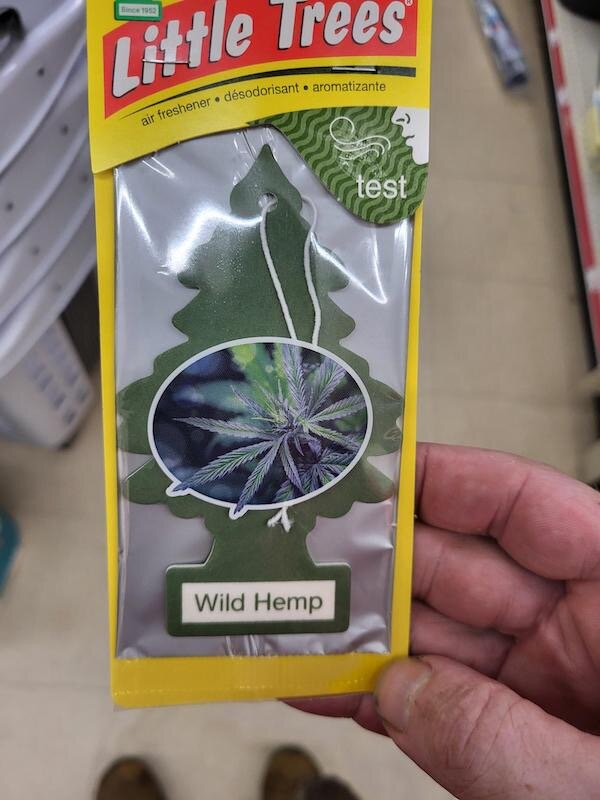 Since 1952
Little Trees®
air freshener • désodorisant • aromatizante
test
Wild Hemp